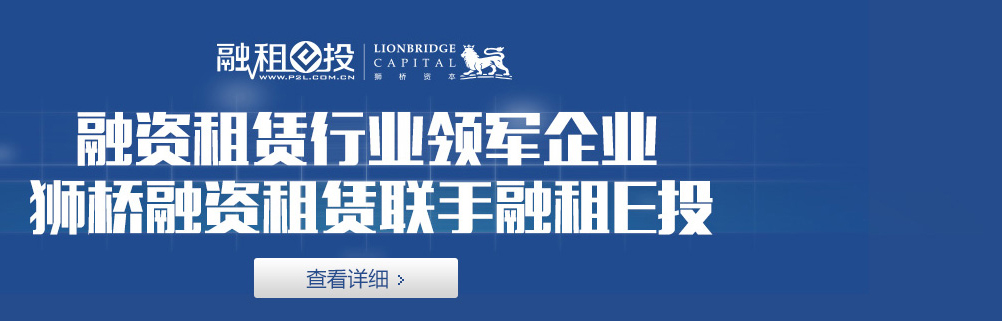 融租e投
WWW.P2L.COM.CN
LIONBRIDGE
CAPITAL
狮桥资本
融资租赁行业领军企业
狮桥融资租赁联手融租E投
查看详细 >